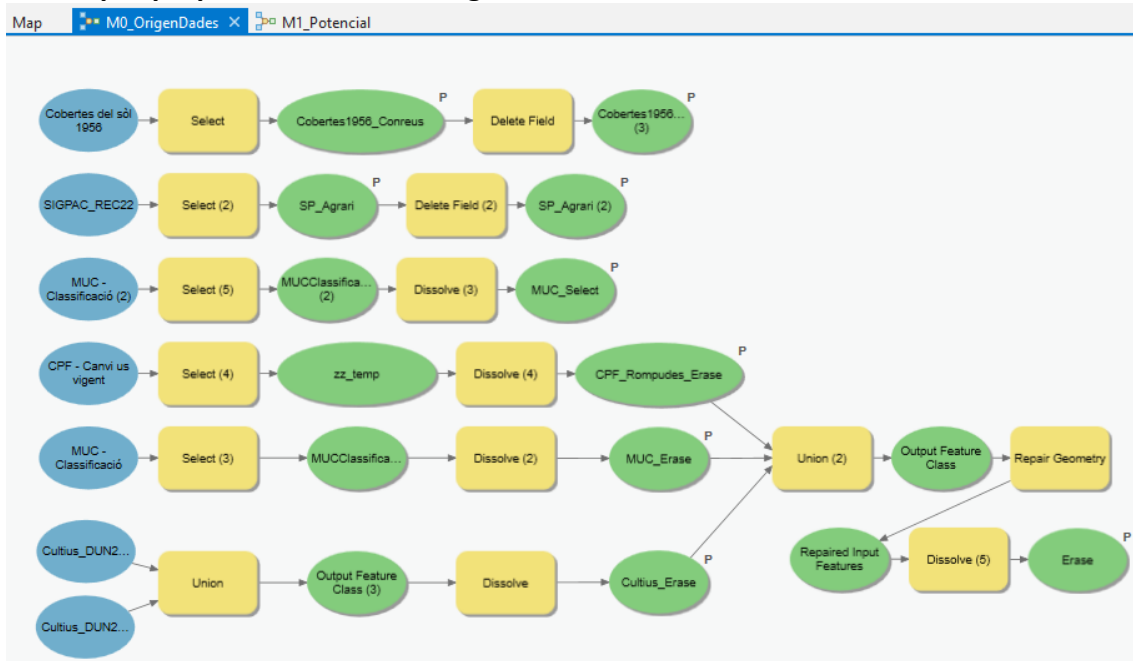 Map
M0_OrigenDades
M1_Potencial
Cobertes del sòl
1956
Select
Cobertes1956_Conreus
P
Delete Field
Cobertes1956...
(3)
P
SIGPAC_REC22
Select (2)
SP_Agrari
P
Delete Field (2)
SP_Agrari (2)
P
MUC -
Classificació (2)
Select (5)
MUCClassifica...
(2)
Dissolve (3)
MUC_Select
P
CPF - Canvi us
vigent
Select (4)
zz_temp
Dissolve (4)
CPF_Rompudes_Erase
P
MUC -
Classificació
Select (3)
MUCClassifica...
Dissolve (2)
MUC_Erase
P
Union (2)
Output Feature
Class
Repair Geometry
Cultius_DUN2...
Cultius_DUN2...
Union
Output Feature
Class (3)
Dissolve
Cultius_Erase
P
Repaired Input
Features
Dissolve (5)
Erase
P